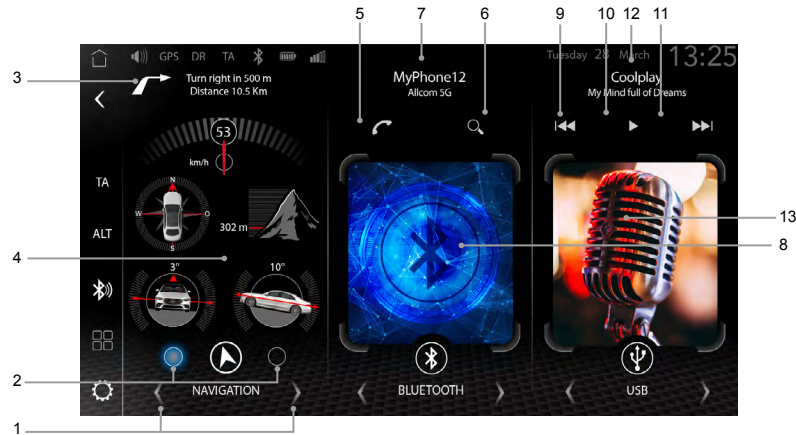 5
7
6
9
10
12
11
GPS DR TA
Tuesday 28 March 13:25
3
Turn right in 500 m
Distance 10.5 Km
MyPhone12
Allcom 5G
Coolplay
My Mind full of Dreams
53
km/h
TA
N
W
O
S
ALT
302 m
13
8
4
3°
10°
2
NAVIGATION
BLUETOOTH
USB
1